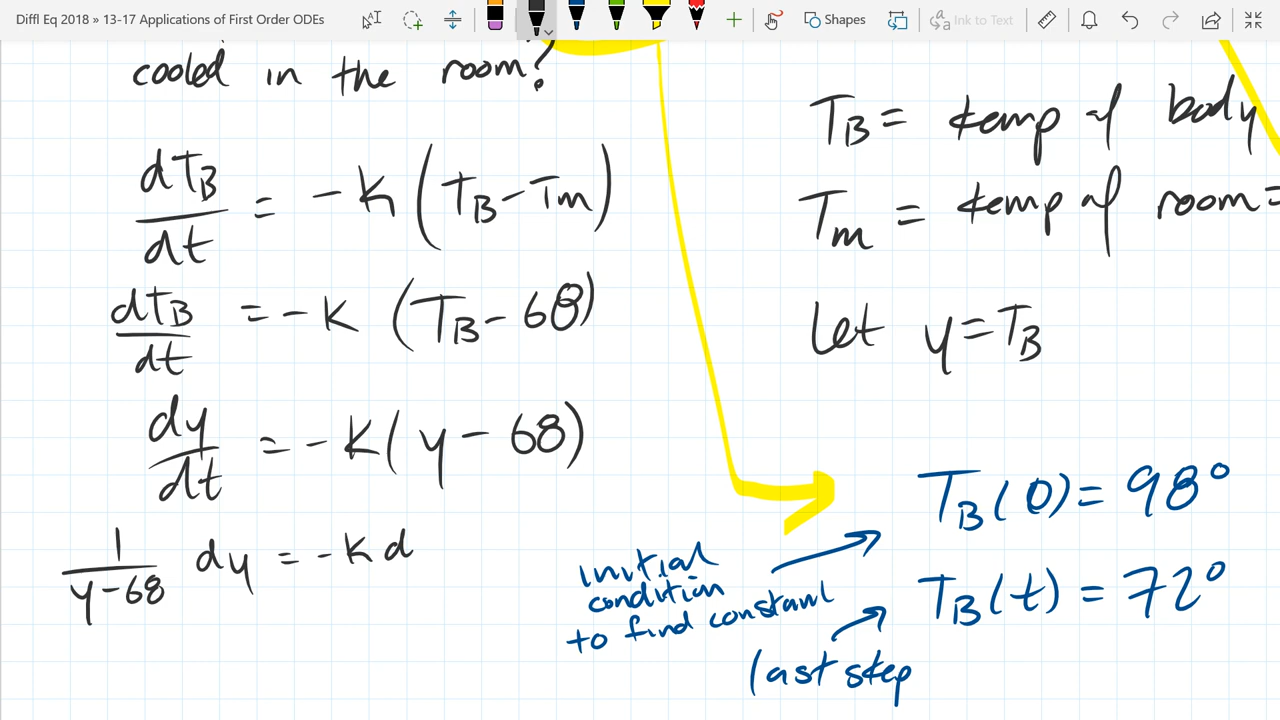 Diffl Eq 2018 » 13-17 Applications of First Order ODEs
Shapes
Ink to Text
cooled in the room?
dT_B/dt = -K(T_B - Tm)
dT_B/dt = -K (T_B - 68)
dy/dt = -K(y - 68)
1/(y-68) dy = -K d
T_B = temp of body
T_m = temp of room =
Let y = T_B
T_B(0) = 98°
T_B(t) = 72°
initial
condition
to find constant
last step